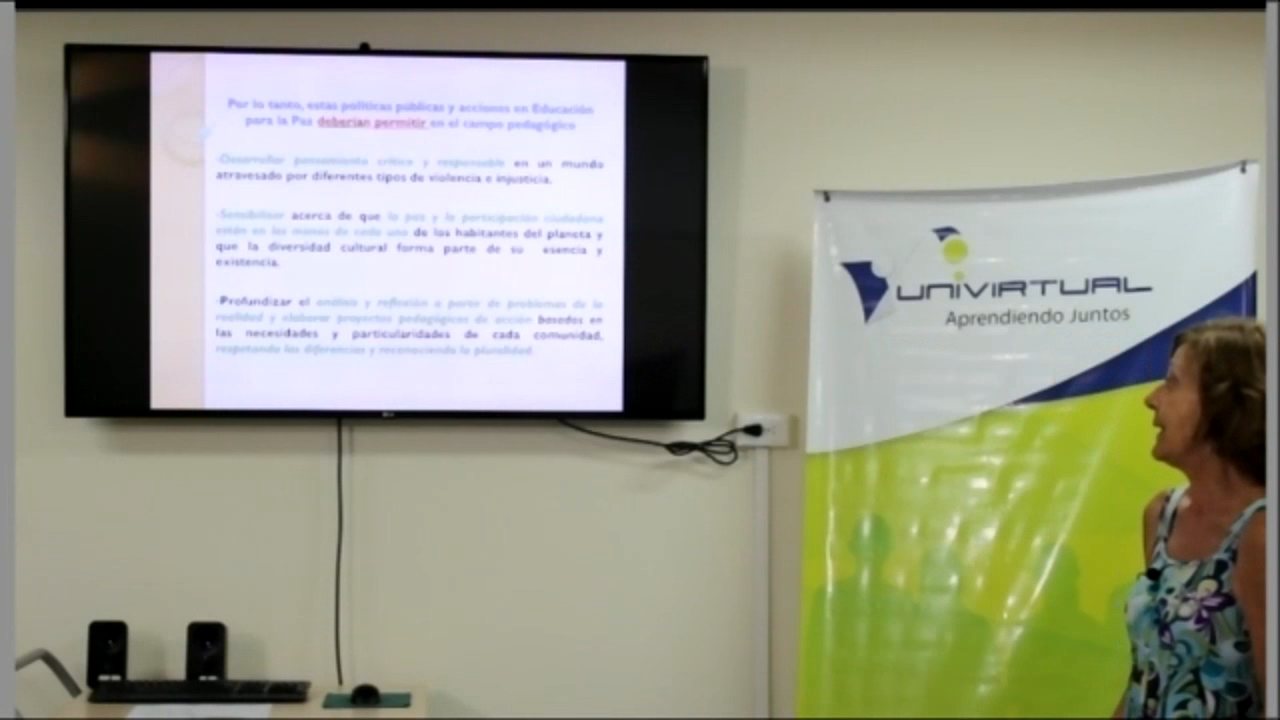 Por lo tanto, estas políticas públicas y acciones en Educación
para la Paz deberían permitir en el campo pedagógico
-Desarrollar pensamiento crítico y responsable en un mundo
atravesado por diferentes tipos de violencia e injusticia.
-Sensibilizar acerca de que la paz y la participación ciudadana
están en las manos de cada uno de los habitantes del planeta y
que la diversidad cultural forma parte de su esencia y
existencia.
-Profundizar el análisis y reflexión a partir de problemas de la
realidad y elaborar proyectos pedagógicos de acción basados en
las necesidades y particularidades de cada comunidad,
respetando las diferencias y reconociendo la pluralidad.
UNIVIRTUAL
Aprendiendo Juntos